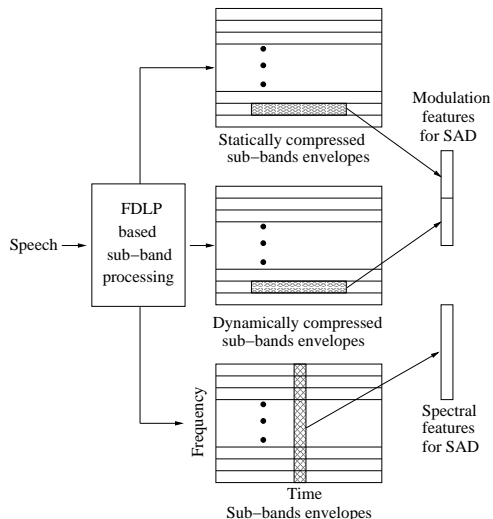 Modulation
features
for SAD
Statically compressed
sub−bands envelopes
FDLP
based
sub−band
processing
Speech
Dynamically compressed
sub−bands envelopes
Frequency
Spectral
features
for SAD
Time
Sub−bands envelopes